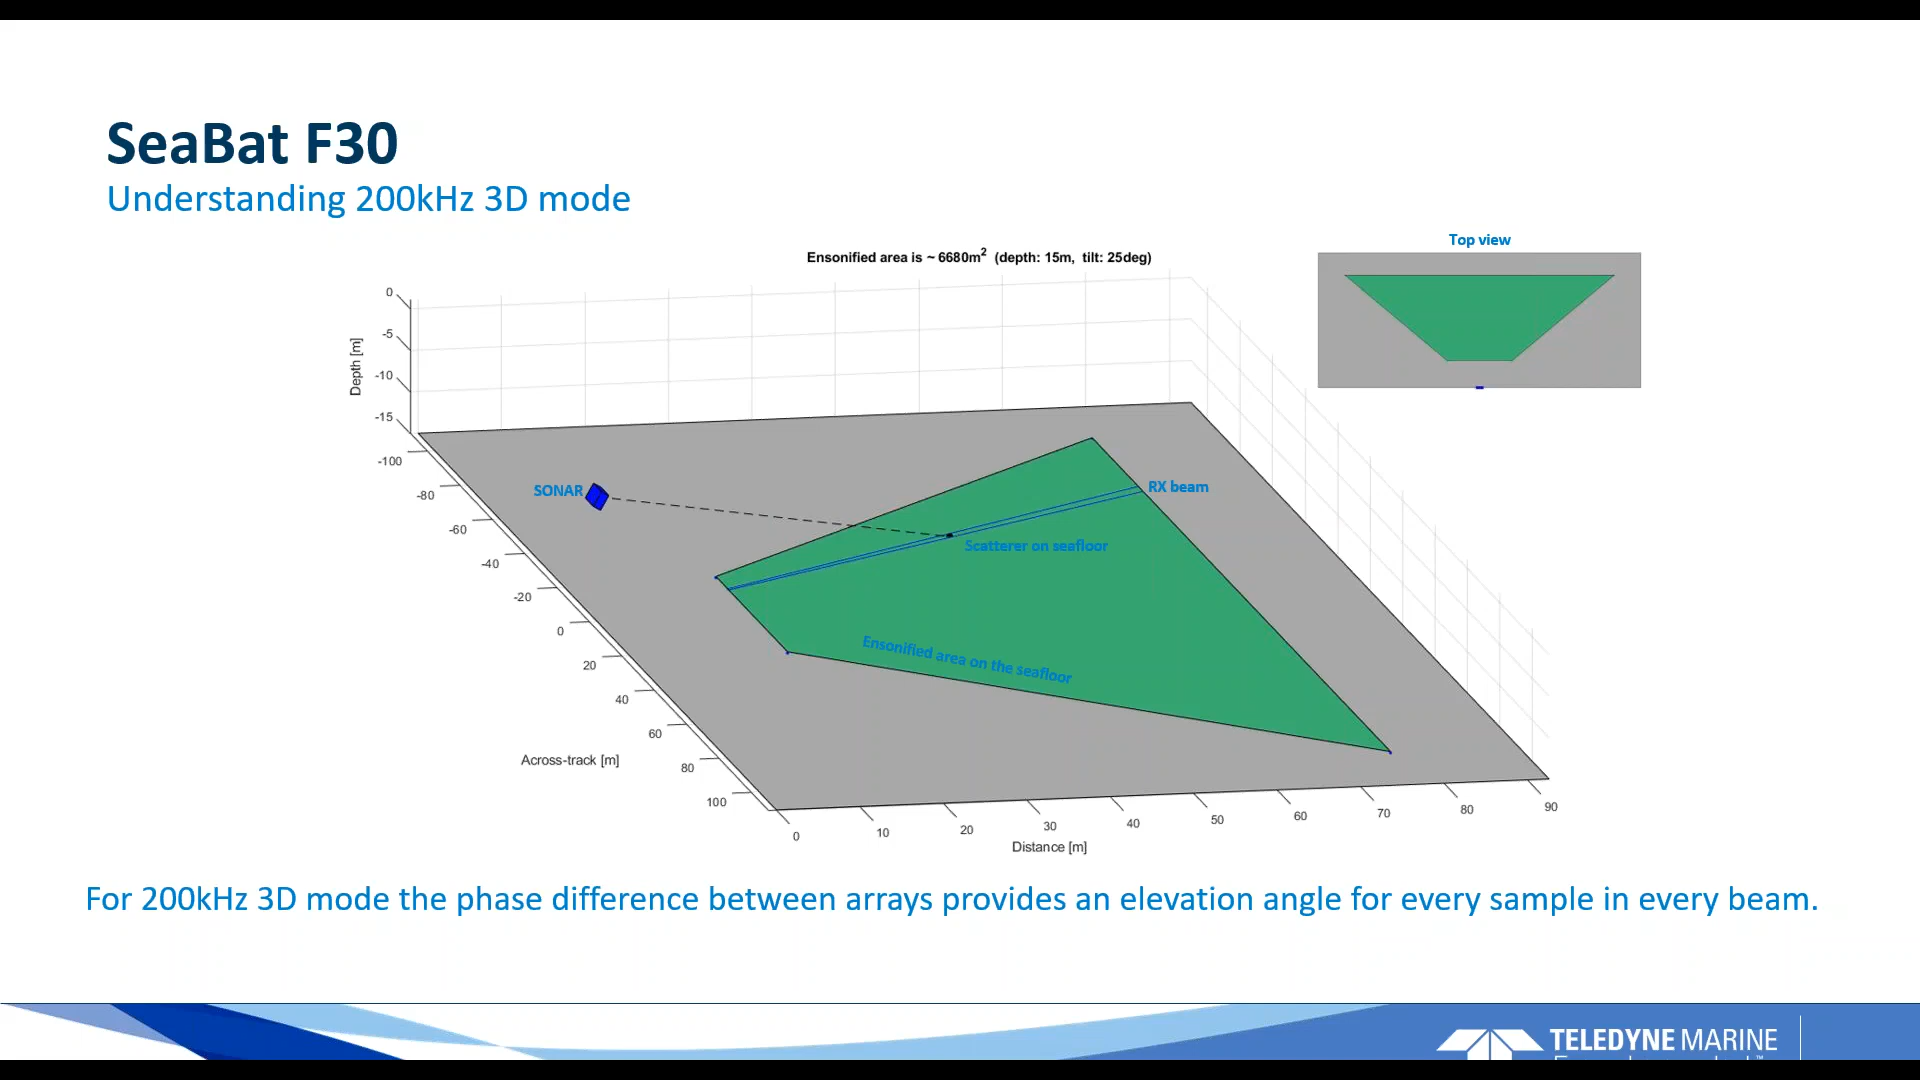 SeaBat F30
Understanding 200kHz 3D mode
Ensonified area is ~ 6680m² (depth: 15m, tilt: 25deg)
Top view
0
-5
-10
-15
Depth [m]
-100
-80
-60
-40
-20
0
20
40
60
80
100
Across-track [m]
SONAR
RX beam
Scatterer on seafloor
Ensonified area on the seafloor
0
10
20
30
40
50
60
70
80
90
Distance [m]
For 200kHz 3D mode the phase difference between arrays provides an elevation angle for every sample in every beam.
TELEDYNE MARINE